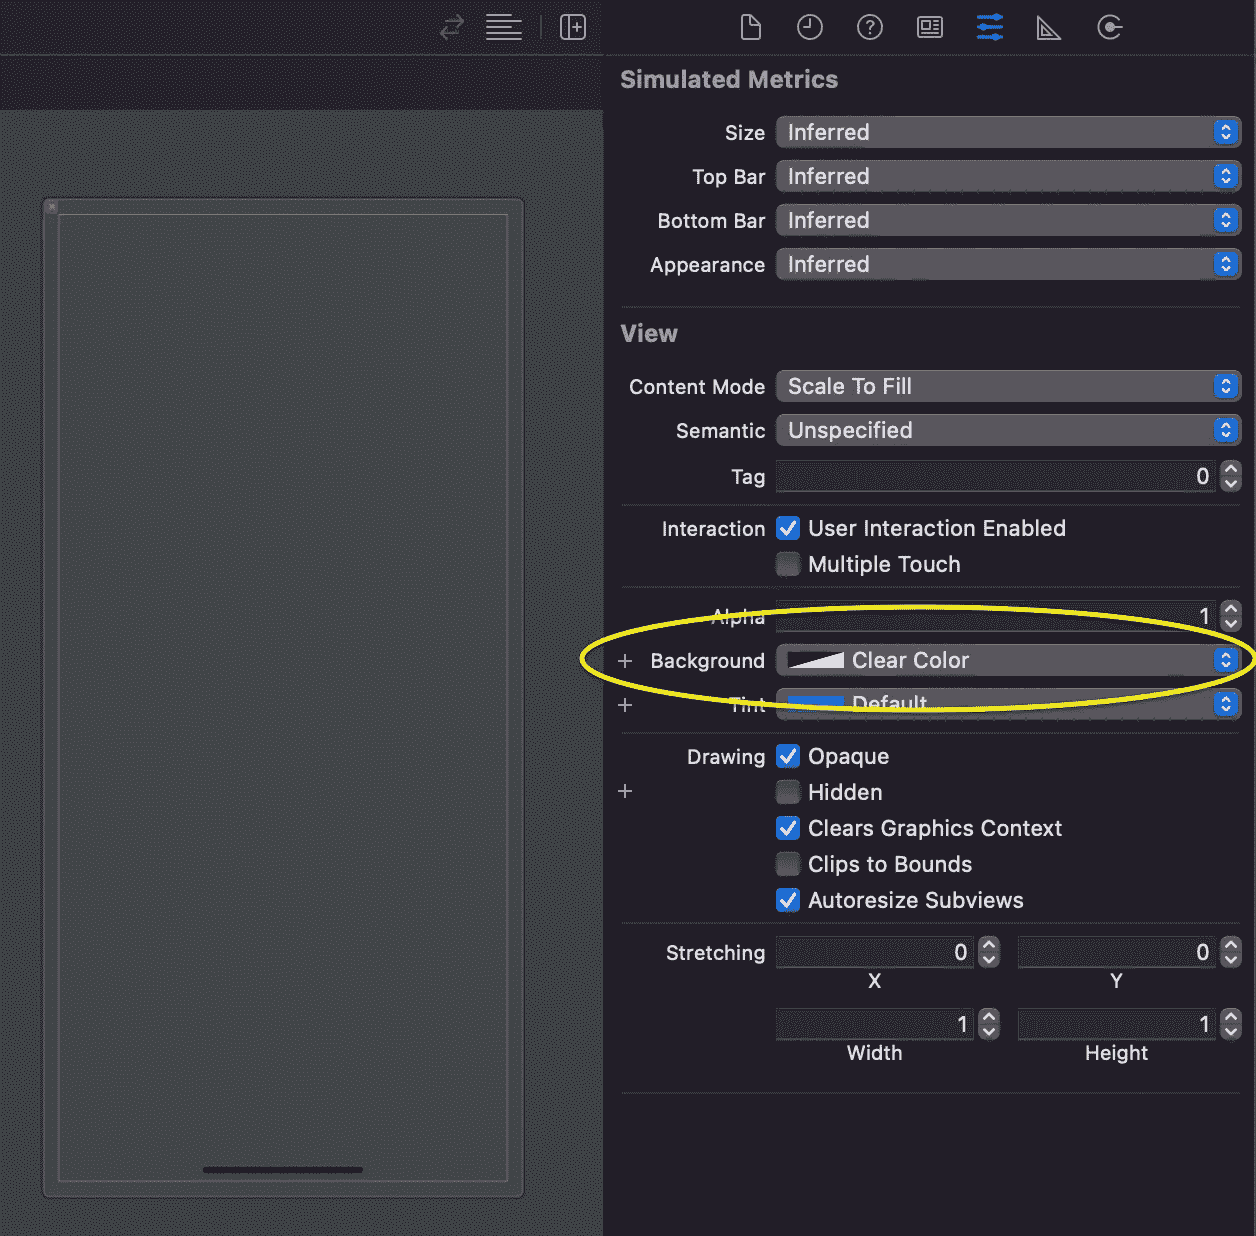 Simulated Metrics
Size Inferred
Top Bar Inferred
Bottom Bar Inferred
Appearance Inferred
View
Content Mode Scale To Fill
Semantic Unspecified
Tag 0
Interaction User Interaction Enabled
Multiple Touch
Alpha 1
+ Background Clear Color
+ Tint Default
Drawing Opaque
+ Hidden
Clears Graphics Context
Clips to Bounds
Autoresize Subviews
Stretching 0 0
X Y
1 1
Width Height